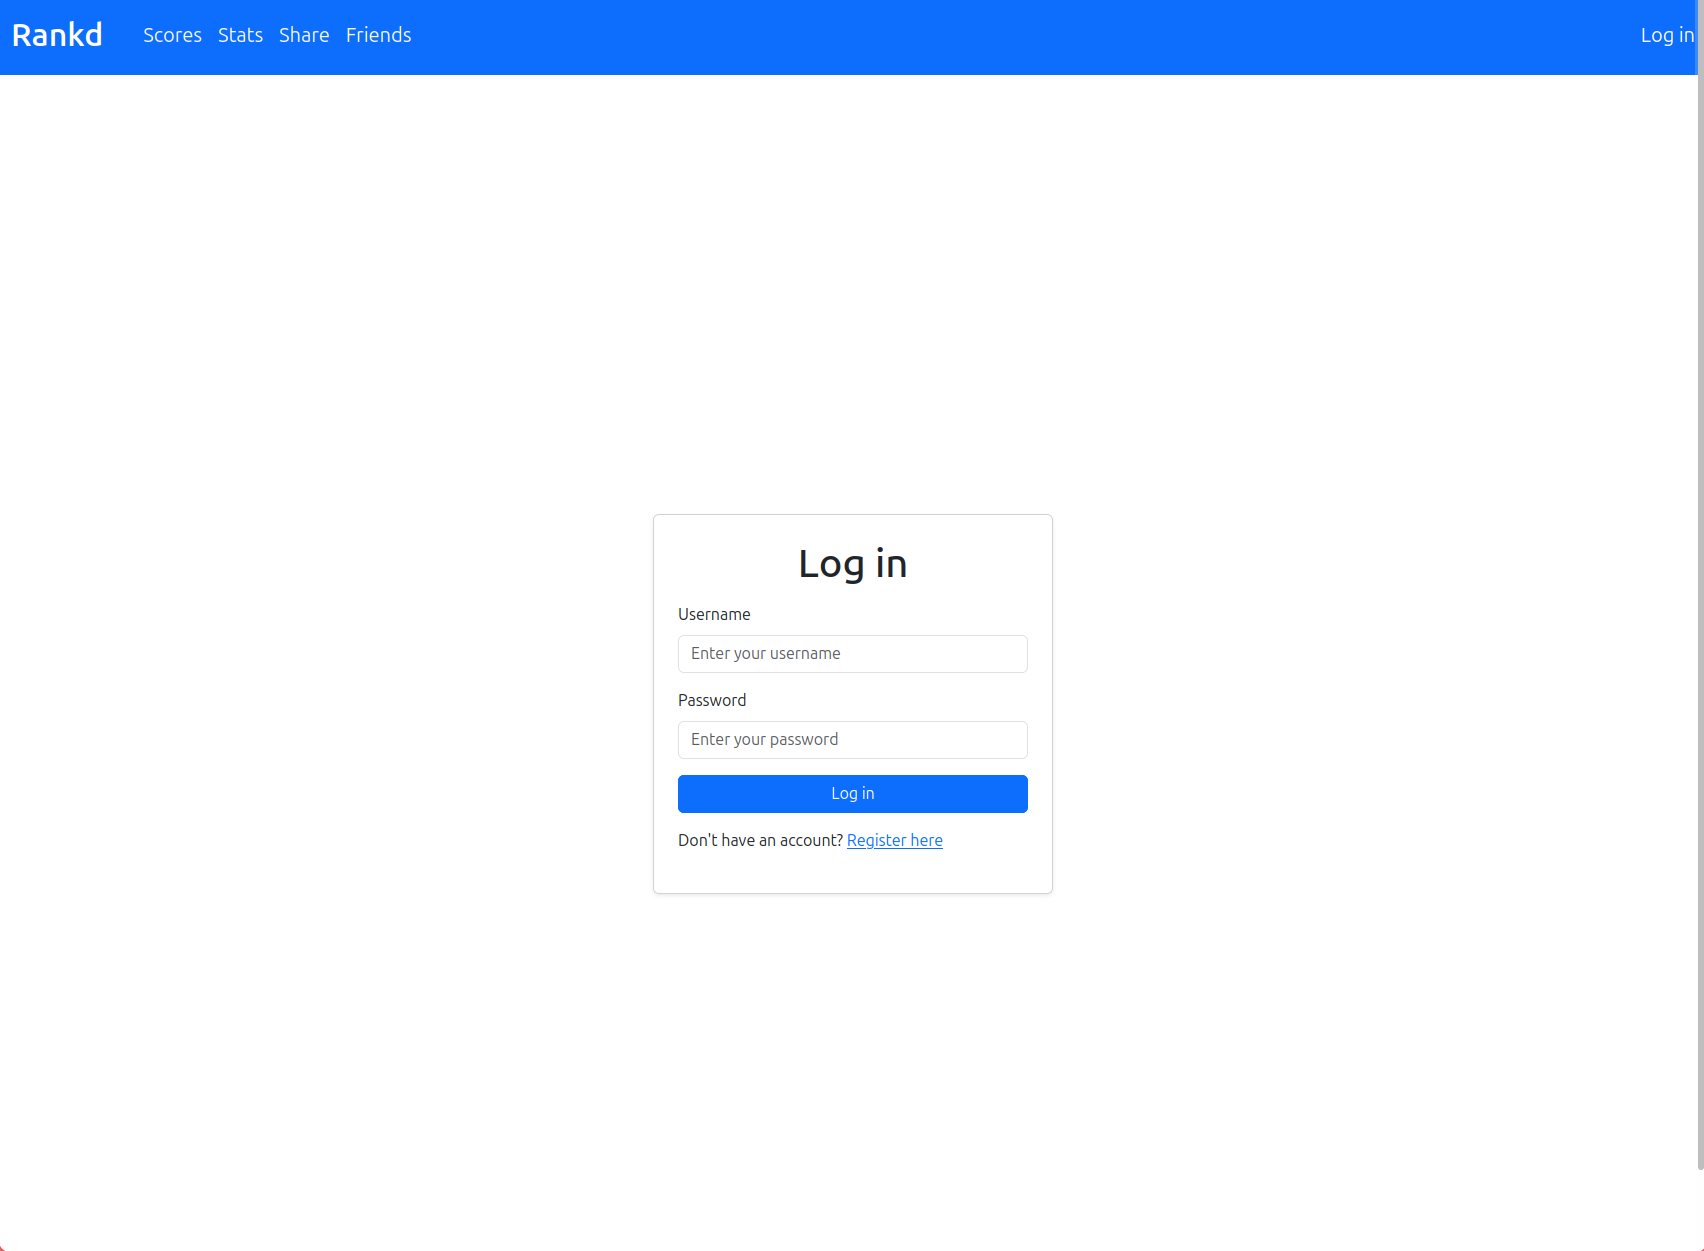 Rankd Scores Stats Share Friends Log in
Log in
Username
Enter your username
Password
Enter your password
Log in
Don't have an account? Register here